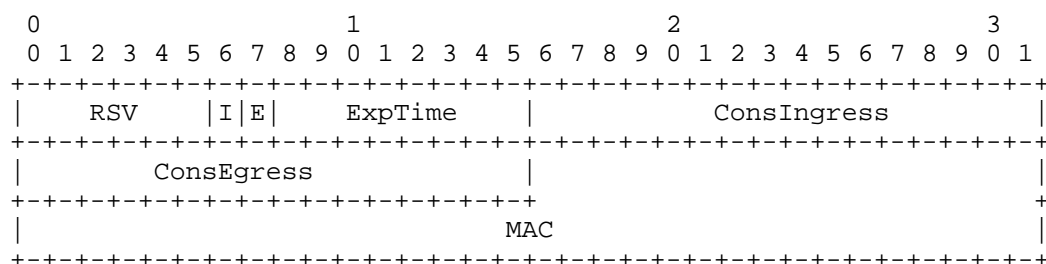 0                   1                   2                   3
 0 1 2 3 4 5 6 7 8 9 0 1 2 3 4 5 6 7 8 9 0 1 2 3 4 5 6 7 8 9 0 1
+-+-+-+-+-+-+-+-+-+-+-+-+-+-+-+-+-+-+-+-+-+-+-+-+-+-+-+-+-+-+-+-+
|    RSV    |I|E|    ExpTime    |           ConsIngress         |
+-+-+-+-+-+-+-+-+-+-+-+-+-+-+-+-+-+-+-+-+-+-+-+-+-+-+-+-+-+-+-+-+
|        ConsEgress             |                               |
+-+-+-+-+-+-+-+-+-+-+-+-+-+-+-+-+                               +
|                              MAC                              |
+-+-+-+-+-+-+-+-+-+-+-+-+-+-+-+-+-+-+-+-+-+-+-+-+-+-+-+-+-+-+-+-+